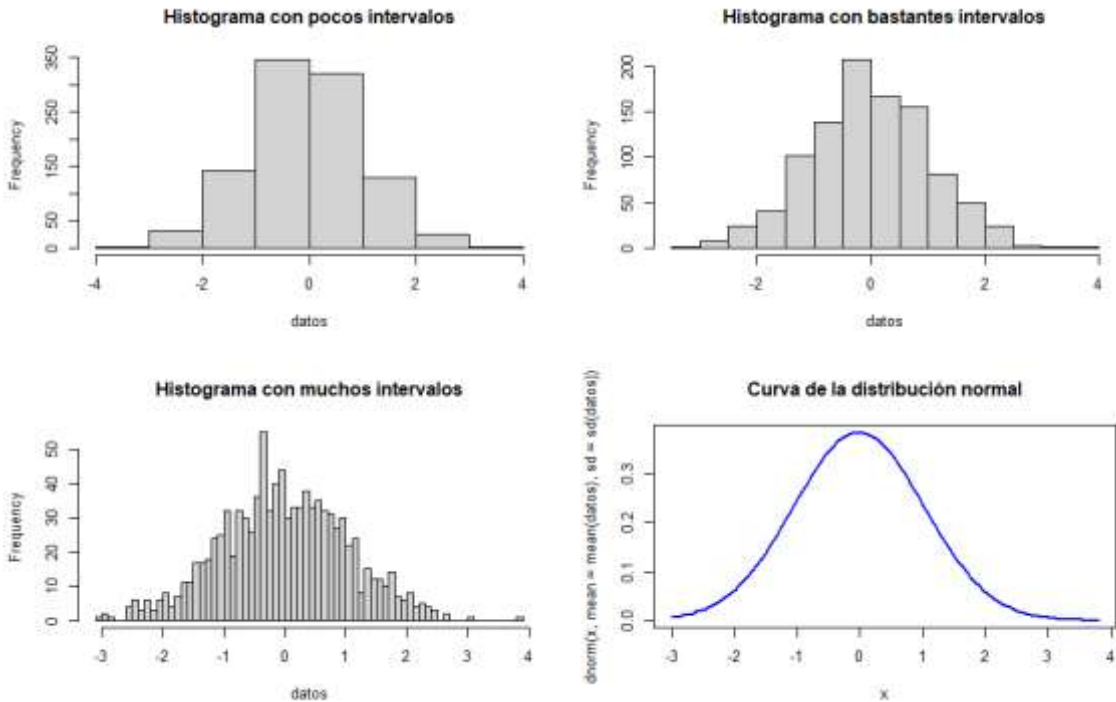 Histograma con pocos intervalos
Frequency
0 50 150 250 350
-4 -2 0 2 4
datos
Histograma con bastantes intervalos
Frequency
0 50 100 150 200
-2 0 2 4
datos
Histograma con muchos intervalos
Frequency
0 10 20 30 40 50
-3 -2 -1 0 1 2 3 4
datos
Curva de la distribución normal
dnorm(x, mean = mean(datos), sd = sd(datos))
0.0 0.1 0.2 0.3
-3 -2 -1 0 1 2 3 4
x